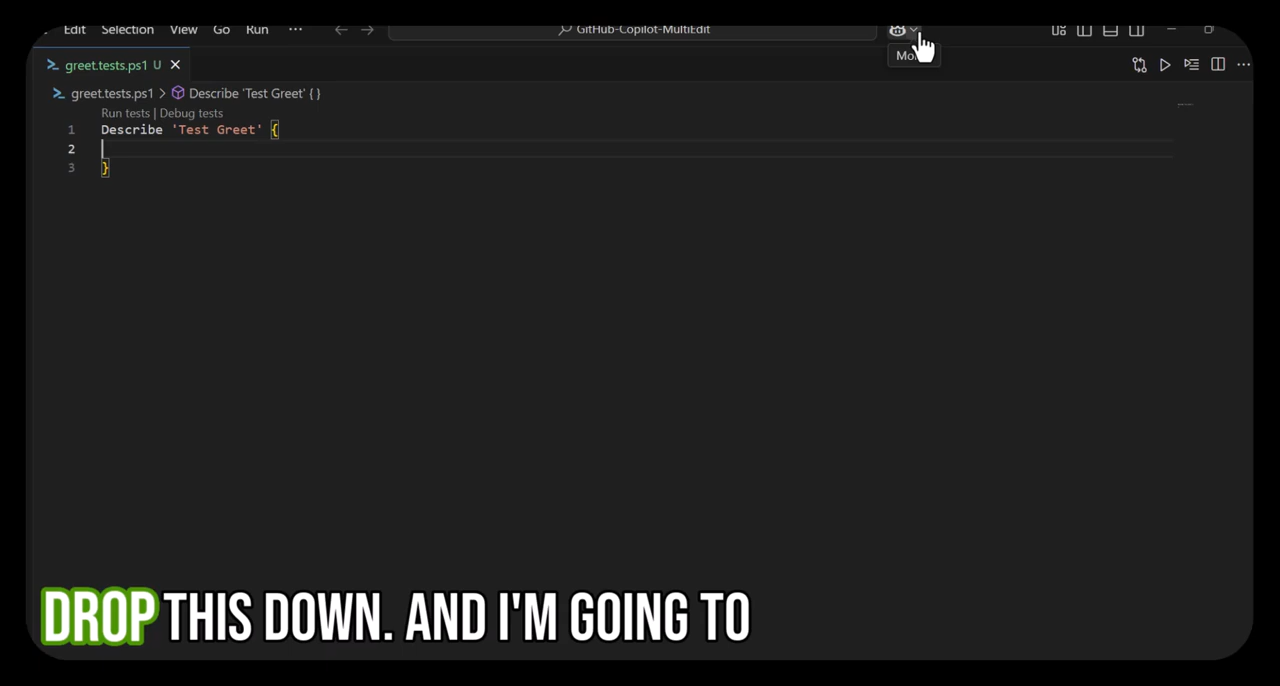 Edit Selection View Go Run ··· GitHub-Copilot-MultiEdit
greet.tests.ps1 U
greet.tests.ps1 > Describe 'Test Greet' { }
Run tests | Debug tests
1 Describe 'Test Greet' {
2
3 }
DROP THIS DOWN. AND I'M GOING TO